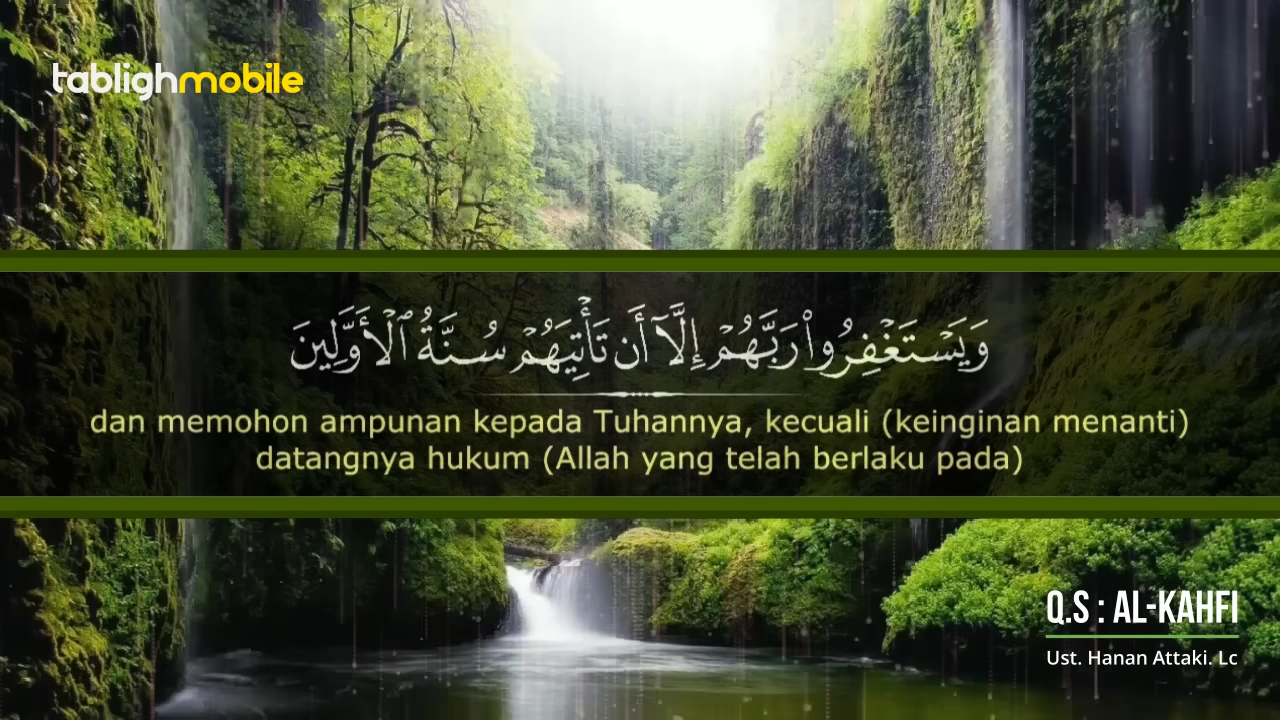 tablighmobile
وَيَسْتَغْفِرُوا۟ رَبَّهُمْ إِلَّآ أَن تَأْتِيَهُمْ سُنَّةُ ٱلْأَوَّلِينَ
dan memohon ampunan kepada Tuhannya, kecuali (keinginan menanti)
datangnya hukum (Allah yang telah berlaku pada)
Q.S : AL-KAHFI
Ust. Hanan Attaki. Lc